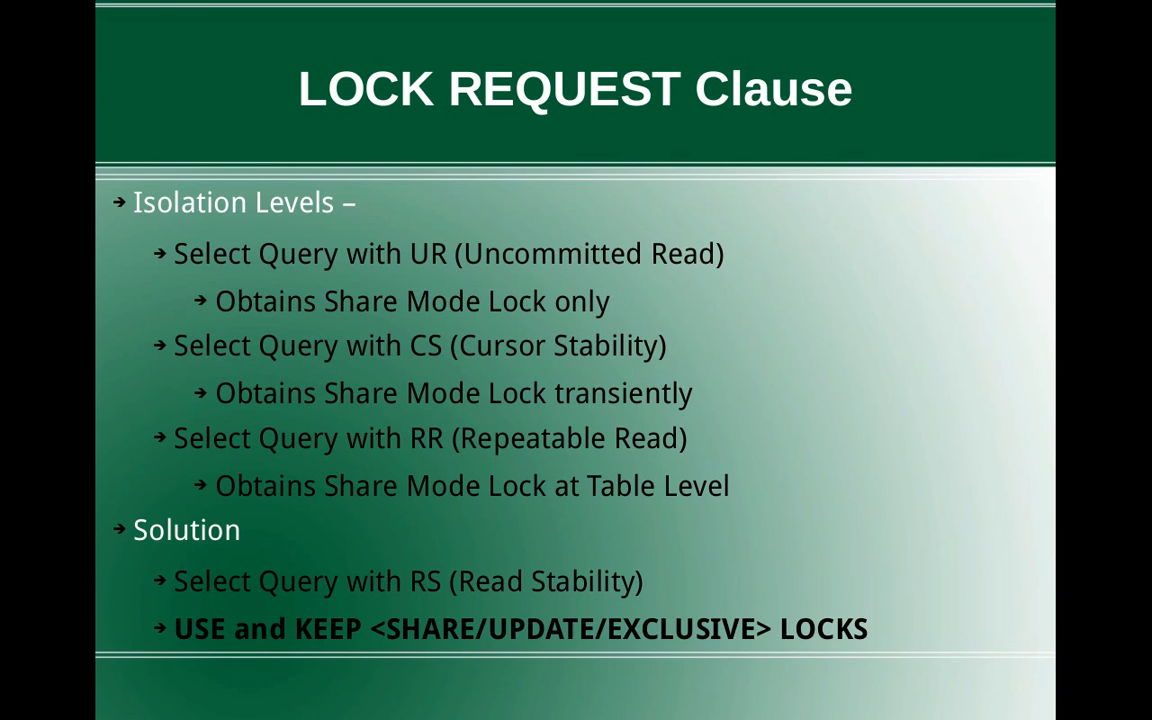 LOCK REQUEST Clause
Isolation Levels –
Select Query with UR (Uncommitted Read)
Obtains Share Mode Lock only
Select Query with CS (Cursor Stability)
Obtains Share Mode Lock transiently
Select Query with RR (Repeatable Read)
Obtains Share Mode Lock at Table Level
Solution
Select Query with RS (Read Stability)
USE and KEEP <SHARE/UPDATE/EXCLUSIVE> LOCKS